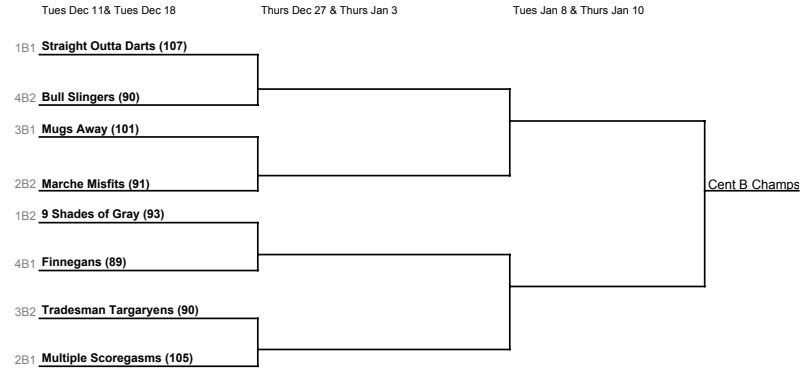 Tues Dec 11& Tues Dec 18
Thurs Dec 27 & Thurs Jan 3
Tues Jan 8 & Thurs Jan 10
1B1 Straight Outta Darts (107)
4B2 Bull Slingers (90)
3B1 Mugs Away (101)
2B2 Marche Misfits (91)
Cent B Champs
1B2 9 Shades of Gray (93)
4B1 Finnegans (89)
3B2 Tradesman Targaryens (90)
2B1 Multiple Scoregasms (105)